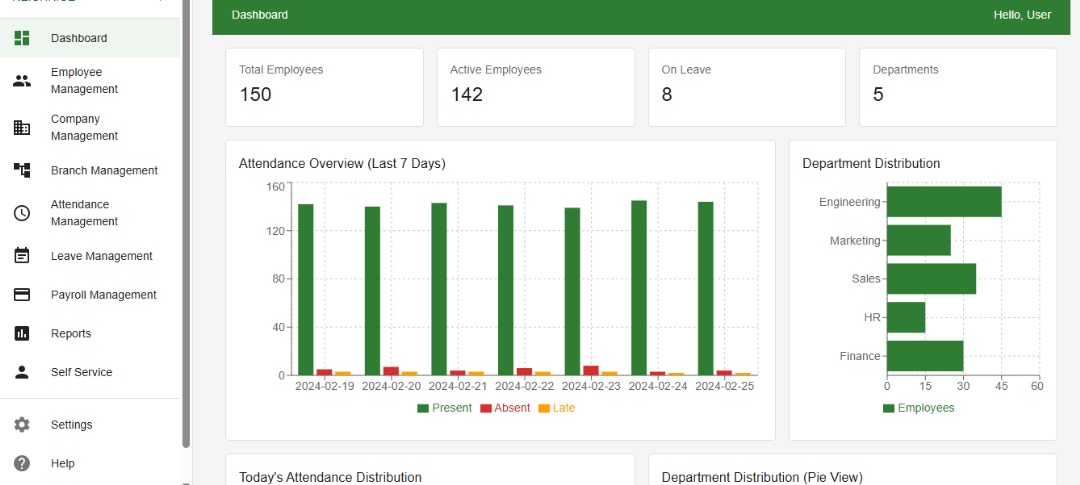 Dashboard
Hello, User
Dashboard
Employee
Management
Company
Management
Branch Management
Attendance
Management
Leave Management
Payroll Management
Reports
Self Service
Settings
Help
Total Employees
150
Active Employees
142
On Leave
8
Departments
5
Attendance Overview (Last 7 Days)
160
120
80
40
0
2024-02-19 2024-02-20 2024-02-21 2024-02-22 2024-02-23 2024-02-24 2024-02-25
Present Absent Late
Department Distribution
Engineering
Marketing
Sales
HR
Finance
0 15 30 45 60
Employees
Today's Attendance Distribution
Department Distribution (Pie View)